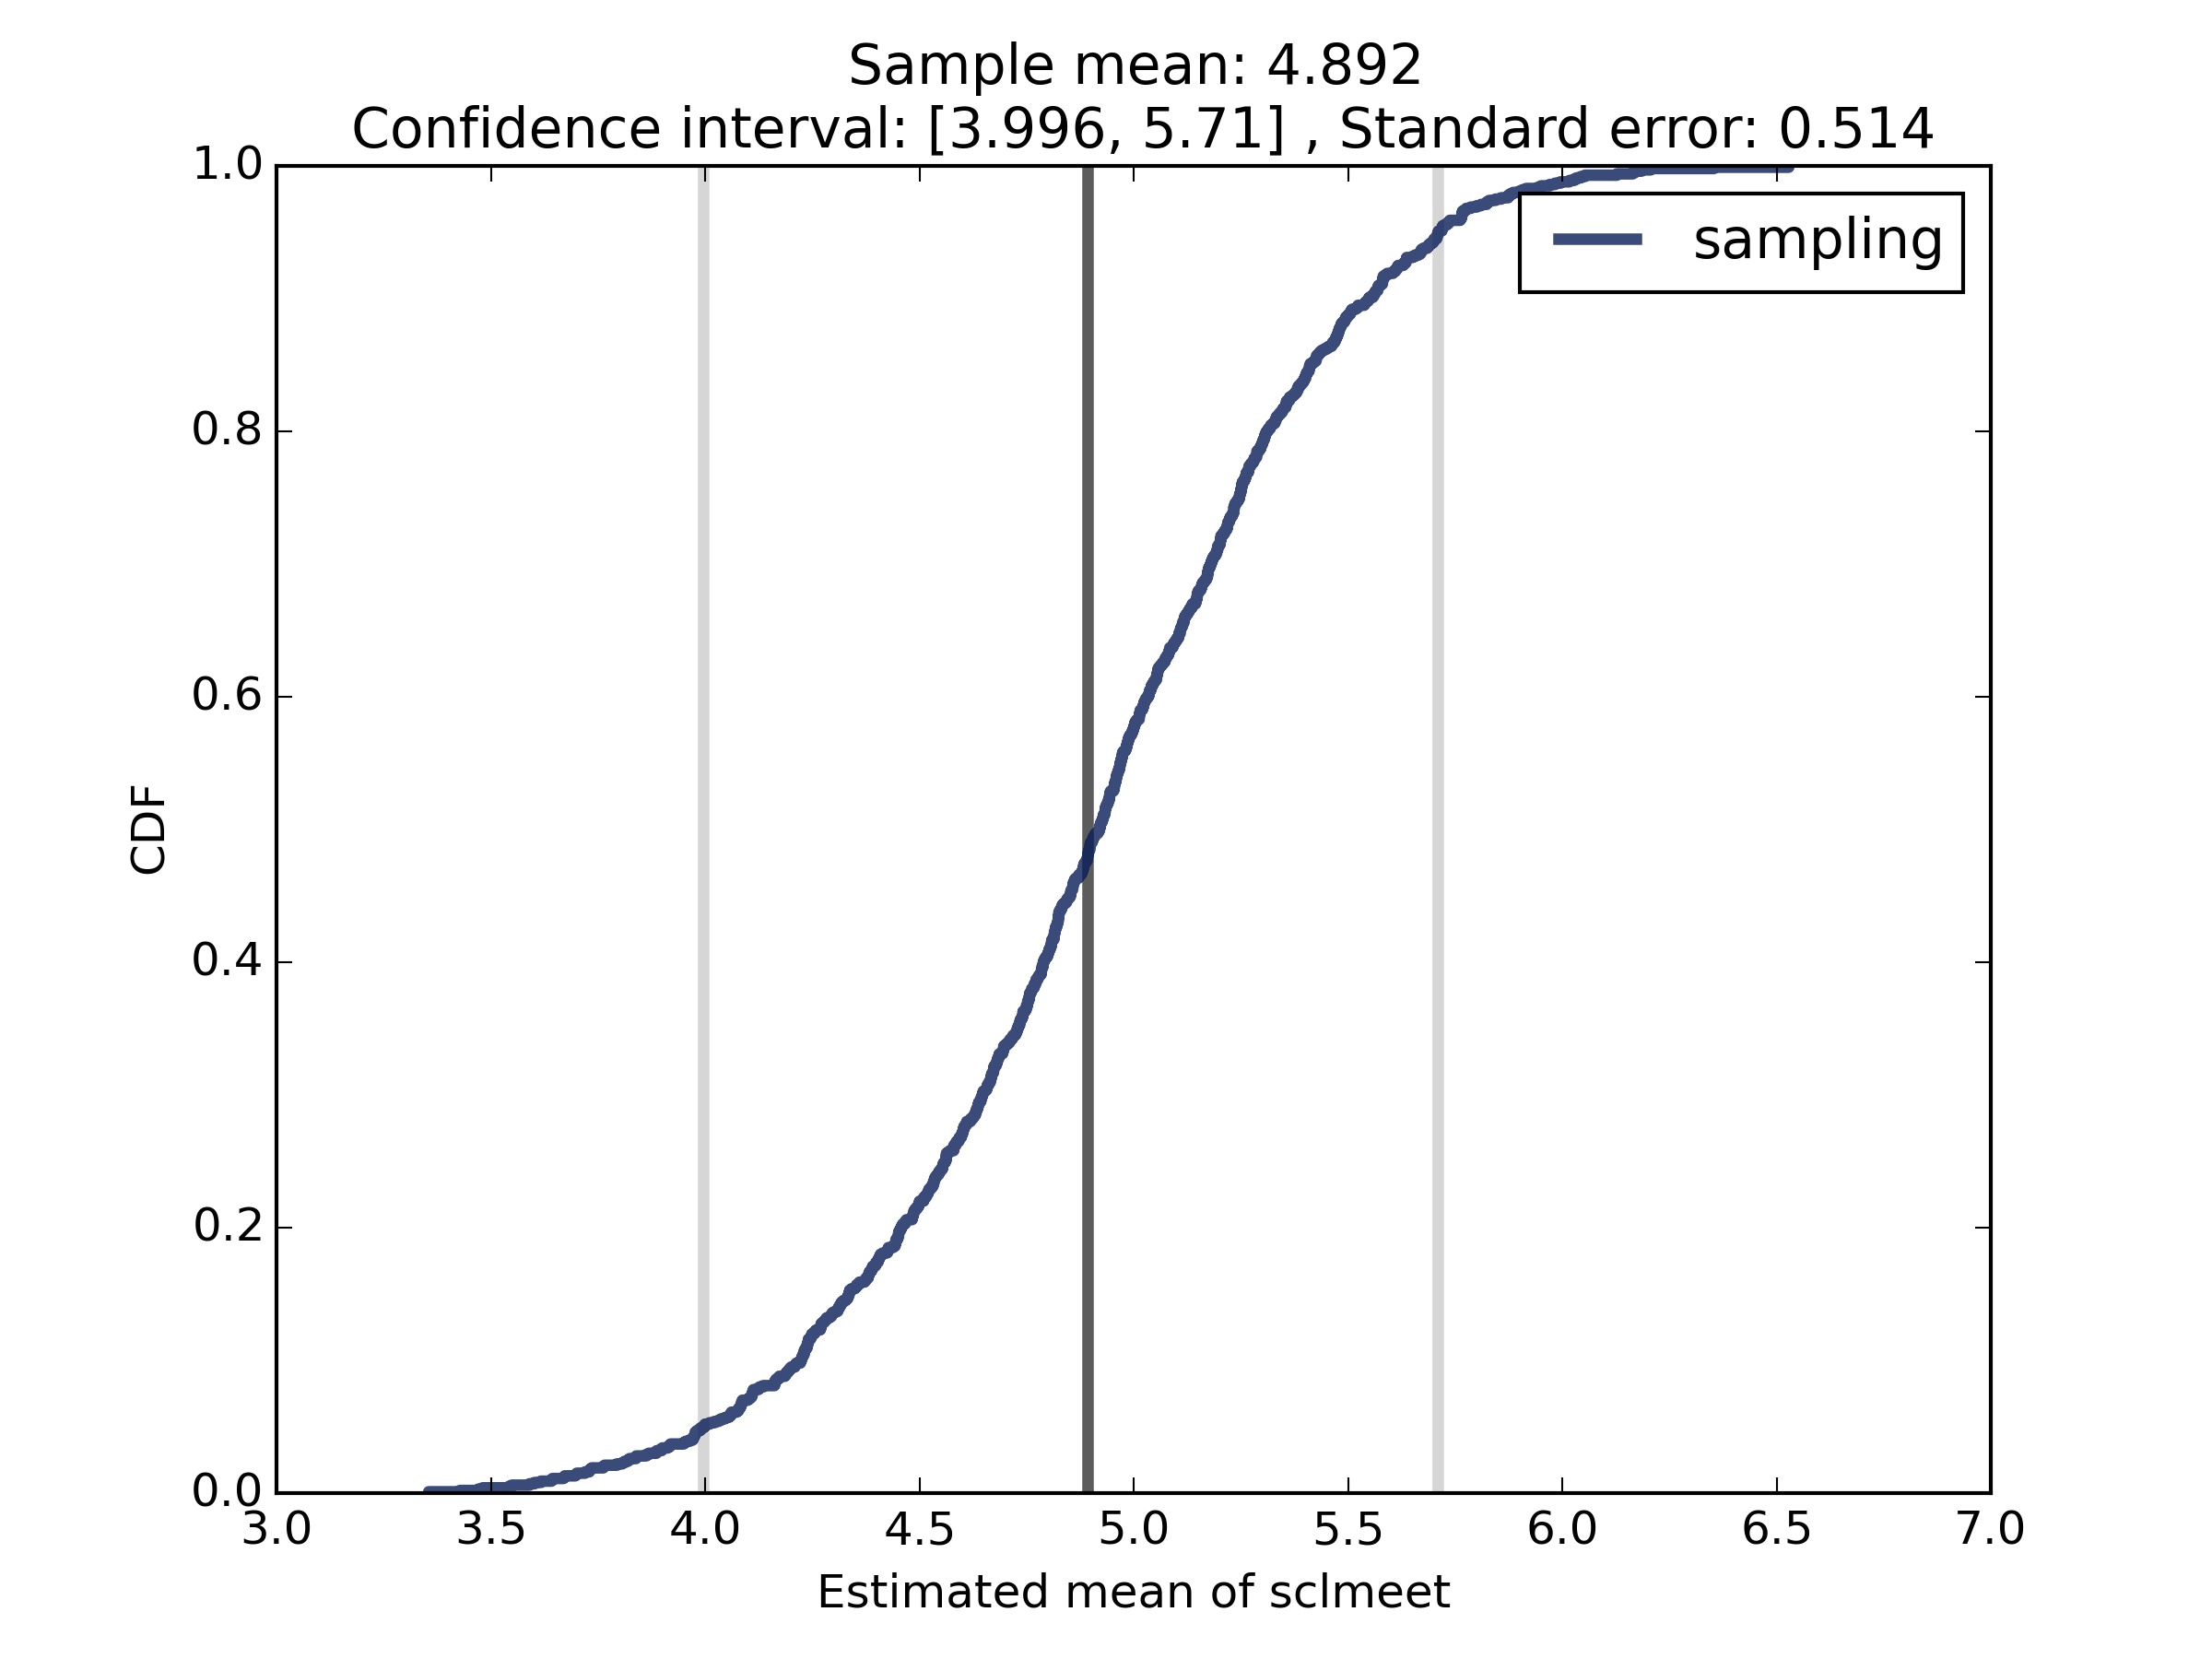 Sample mean: 4.892
Confidence interval: [3.996, 5.71] , Standard error: 0.514
1.0
sampling
0.8
CDF
0.6
0.4
0.2
0.0
3.0 3.5 4.0 4.5 5.0 5.5 6.0 6.5 7.0
Estimated mean of sclmeet